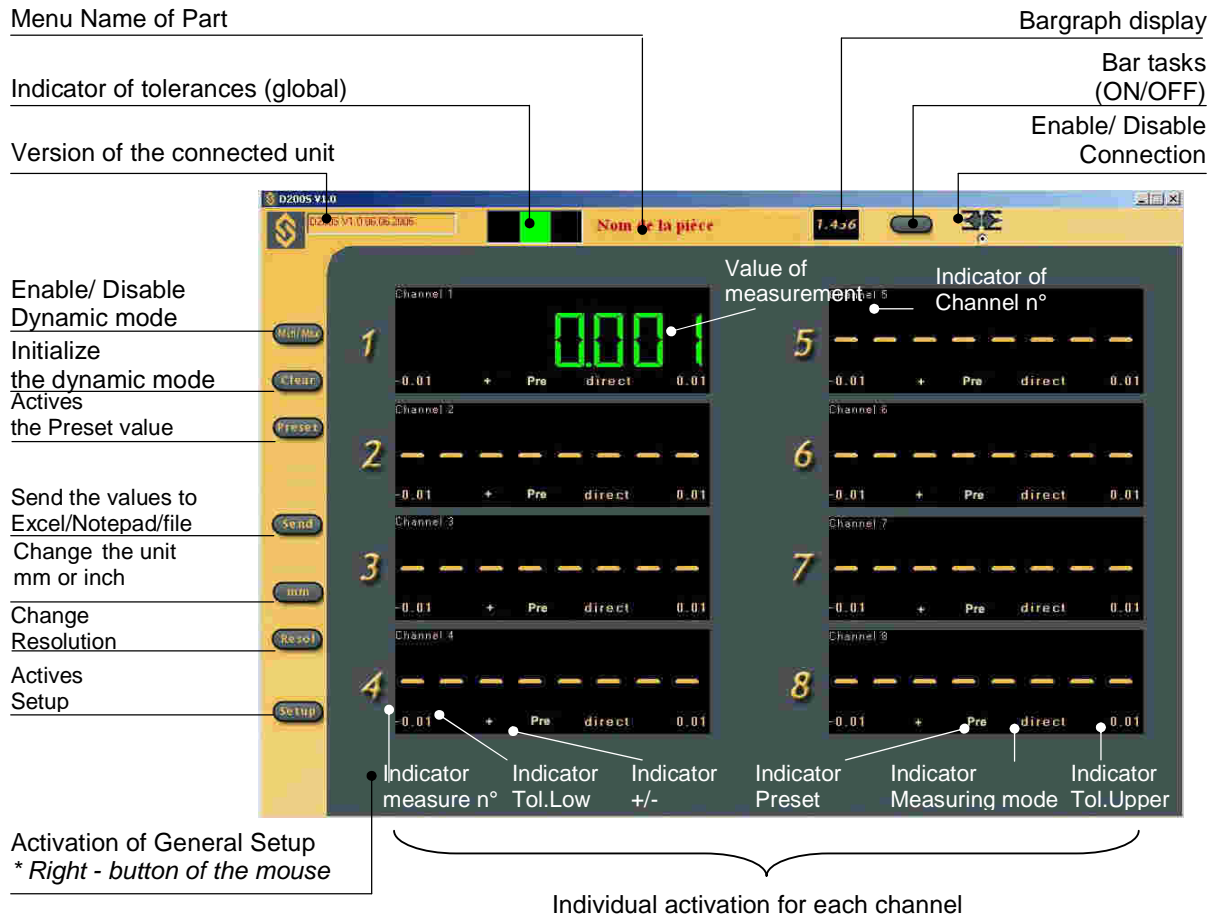 Menu Name of Part
Bargraph display
Bar tasks
(ON/OFF)
Indicator of tolerances (global)
Enable/ Disable
Connection
Version of the connected unit
D200S V1.0
D200S V1.0 06.06.2006
Nom de la pièce
1.456
Enable/ Disable
Dynamic mode
Initialize
the dynamic mode
Actives
the Preset value
Send the values to
Excel/Notepad/file
Change the unit
mm or inch
Change
Resolution
Actives
Setup
Min/Max
Clear
Preset
Send
mm
Resol
Setup
Value of
measurement
Indicator of
Channel n°
1
Channel 1
0.001
-0.01 + Pre direct 0.01
2
Channel 2
-0.01 + Pre direct 0.01
3
Channel 3
-0.01 + Pre direct 0.01
4
Channel 4
-0.01 + Pre direct 0.01
5
Channel 5
-0.01 + Pre direct 0.01
6
Channel 6
-0.01 + Pre direct 0.01
7
Channel 7
-0.01 + Pre direct 0.01
8
Channel 8
-0.01 + Pre direct 0.01
Indicator
measure n°
Indicator
Tol.Low
Indicator
+/-
Indicator
Preset
Indicator
Measuring mode
Indicator
Tol.Upper
Activation of General Setup
* Right - button of the mouse
Individual activation for each channel